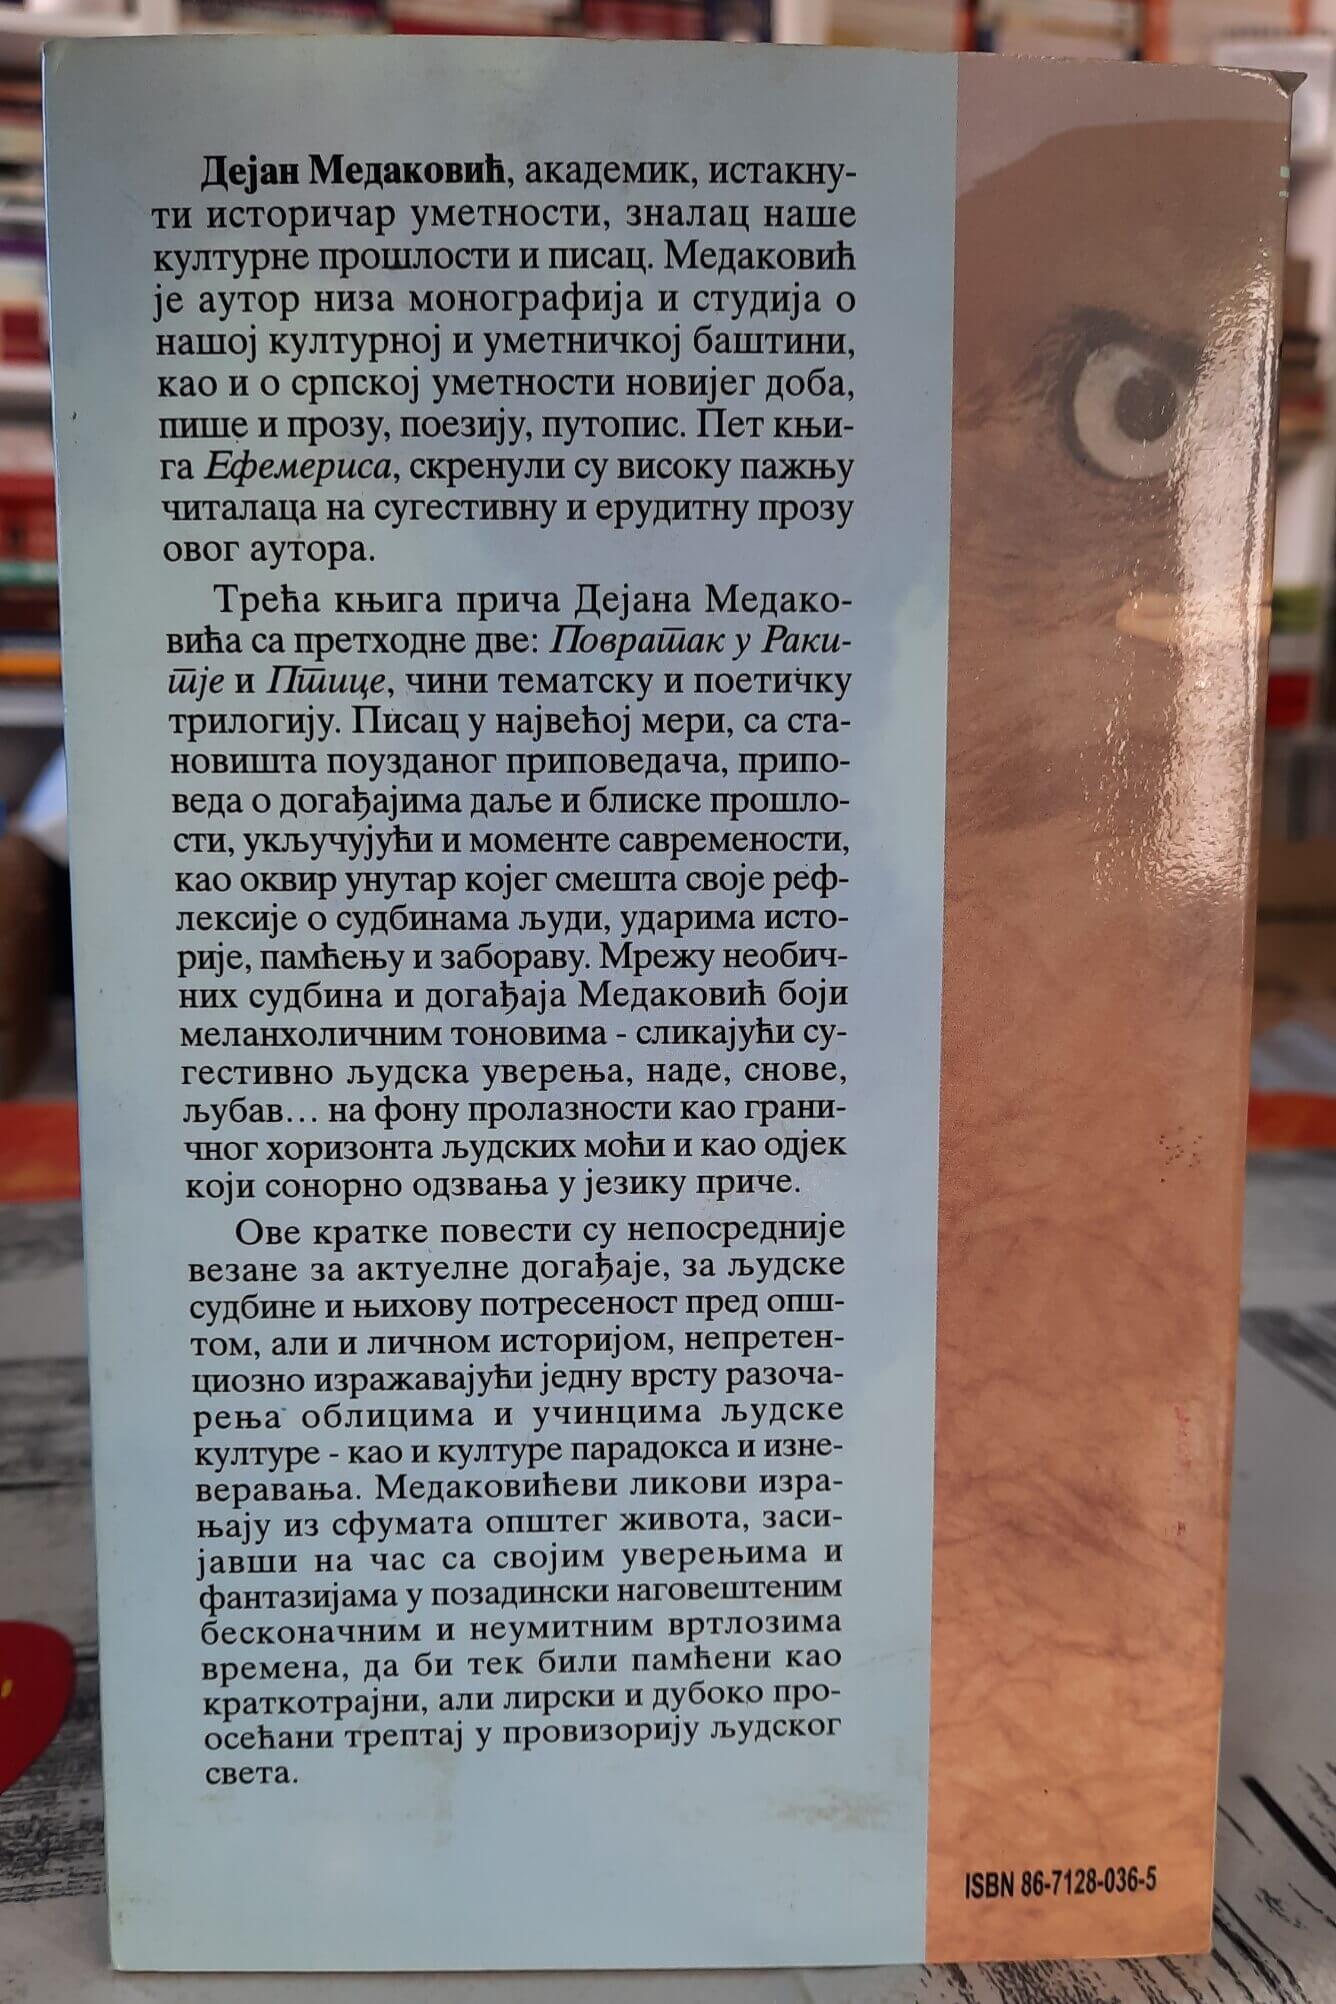 Дејан Медаковић, академик, истакну-
ти историчар уметности, зналац наше
културне прошлости и писац. Медаковић
је аутор низа монографија и студија о
нашој културној и уметничкој баштини,
као и о српској уметности новијег доба,
пише и прозу, поезију, путопис. Пет књи-
га Ефемериса, скренули су високу пажњу
читалаца на сугестивну и ерудитну прозу
овог аутора.
Трећа књига прича Дејана Медако-
вића са претходне две: Повратак у Раки-
тје и Птице, чини тематску и поетичку
трилогију. Писац у највећој мери, са ста-
новишта поузданог приповедача, припо-
веда о догађајима даље и блиске прошло-
сти, укључујући и моменте савремености,
као оквир унутар којег смешта своје реф-
лексије о судбинама људи, ударима исто-
рије, памћењу и забораву. Мрежу необич-
них судбина и догађаја Медаковић боји
меланхоличним тоновима - сликајући су-
гестивно људска уверења, наде, снове,
љубав... на фону пролазности као грани-
чног хоризонта људских моћи и као одјек
који сонорно одзвања у језику приче.
Ове кратке повести су непосредније
везане за актуелне догађаје, за људске
судбине и њихову потресеност пред опш-
том, али и личном историјом, непретен-
циозно изражавајући једну врсту разоча-
рења облицима и учинцима људске
културе - као и културе парадокса и изне-
веравања. Медаковићеви ликови изра-
њају из сфумата општег живота, заси-
јавши на час са својим уверењима и
фантазијама у позадински наговештеним
бесконачним и неумитним вртлозима
времена, да би тек били памћени као
краткотрајни, али лирски и дубоко про-
осећани трептај у провизорију људског
света.
ISBN 86-7128-036-5